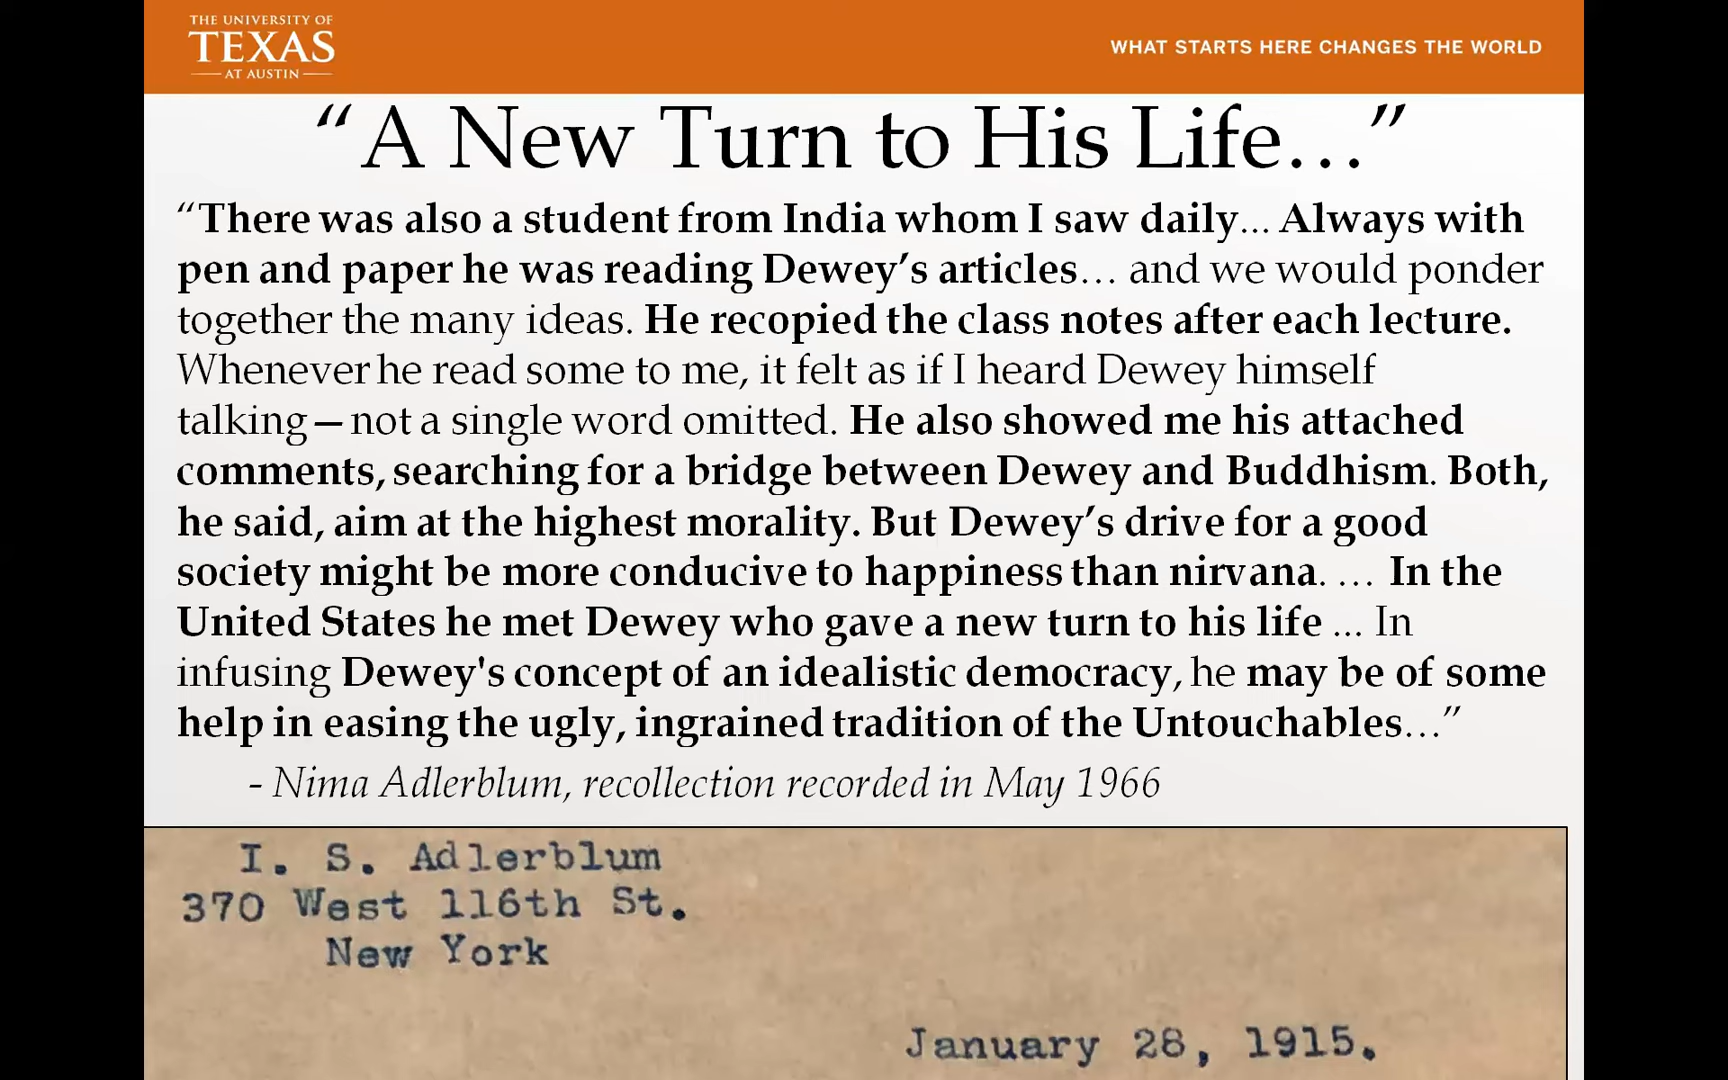 THE UNIVERSITY OF
TEXAS
AT AUSTIN
WHAT STARTS HERE CHANGES THE WORLD
“A New Turn to His Life…”
“There was also a student from India whom I saw daily... Always with
pen and paper he was reading Dewey’s articles… and we would ponder
together the many ideas. He recopied the class notes after each lecture.
Whenever he read some to me, it felt as if I heard Dewey himself
talking—not a single word omitted. He also showed me his attached
comments, searching for a bridge between Dewey and Buddhism. Both,
he said, aim at the highest morality. But Dewey’s drive for a good
society might be more conducive to happiness than nirvana. … In the
United States he met Dewey who gave a new turn to his life ... In
infusing Dewey's concept of an idealistic democracy, he may be of some
help in easing the ugly, ingrained tradition of the Untouchables…”
- Nima Adlerblum, recollection recorded in May 1966
I. S. Adlerblum
370 West 116th St.
New York
January 28, 1915.